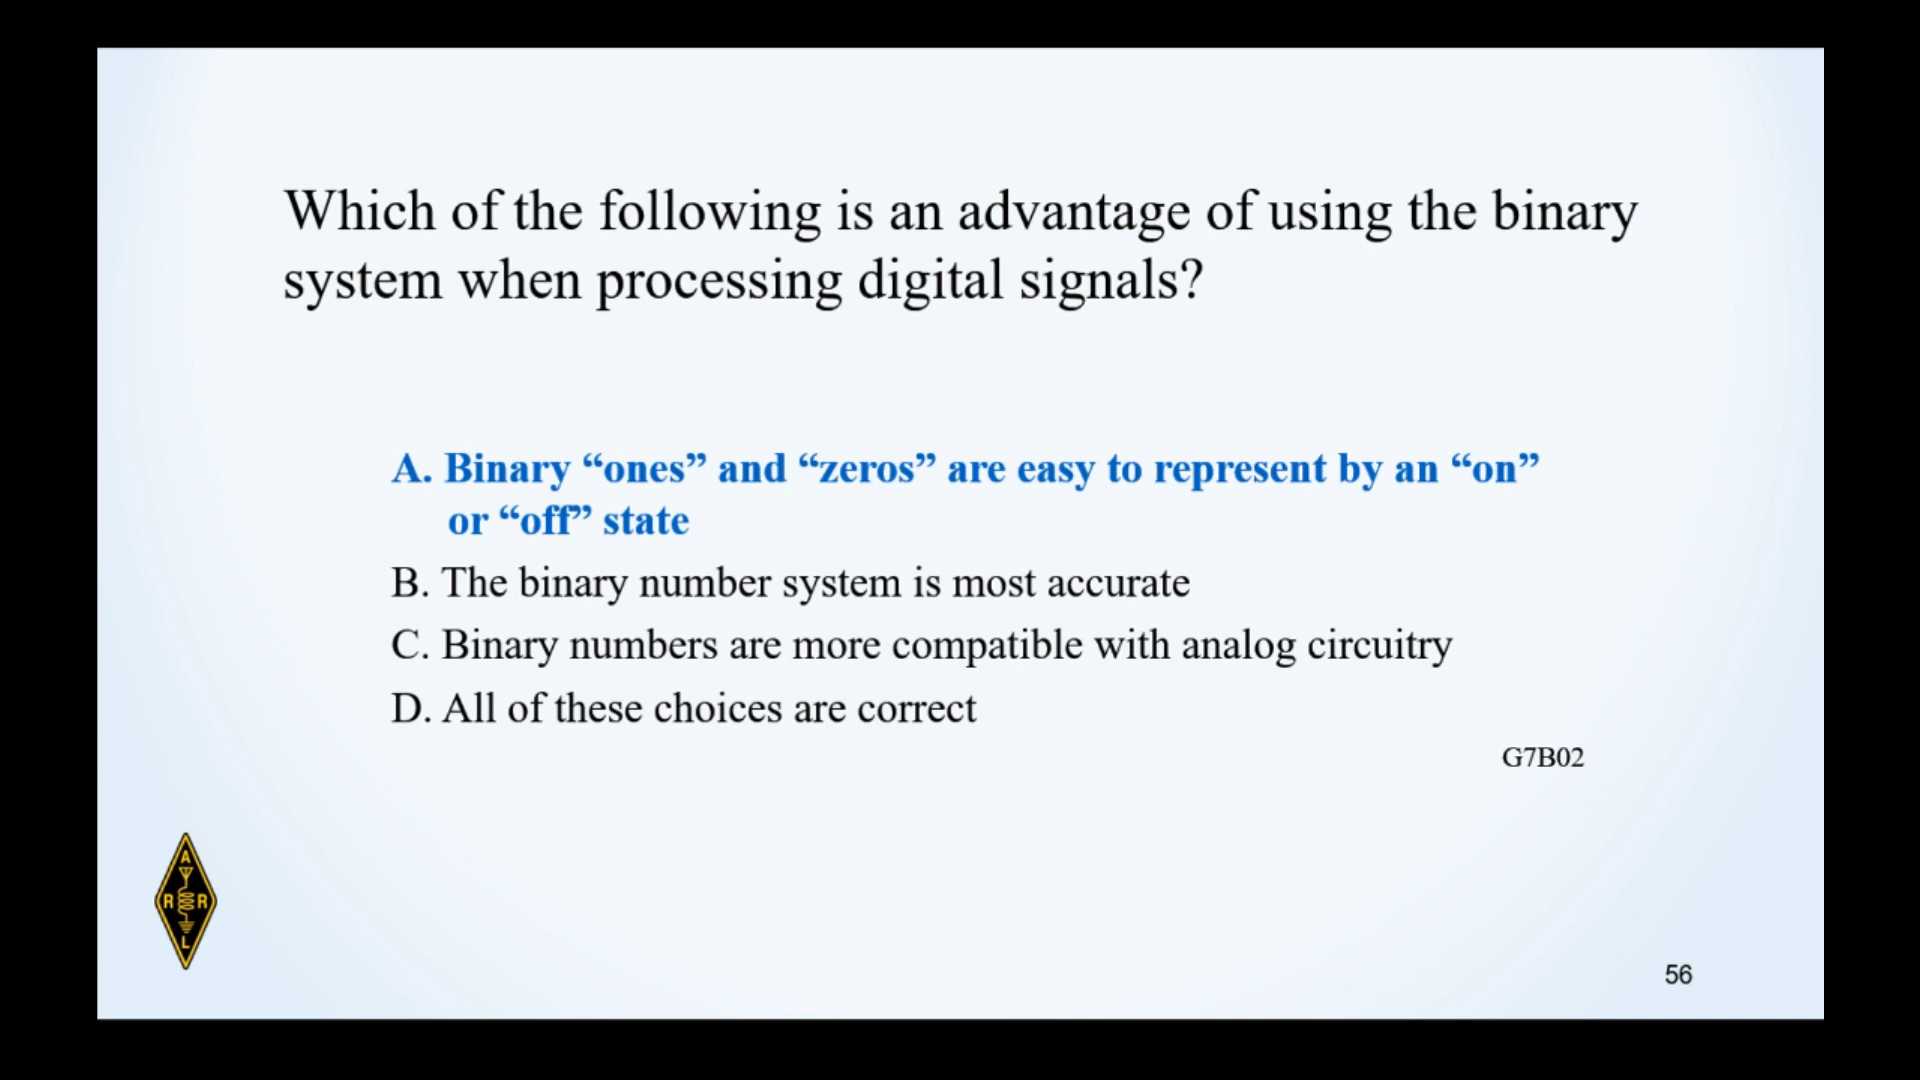 Which of the following is an advantage of using the binary
system when processing digital signals?
A. Binary “ones” and “zeros” are easy to represent by an “on”
or “off” state
B. The binary number system is most accurate
C. Binary numbers are more compatible with analog circuitry
D. All of these choices are correct
G7B02
A
R R
L
56